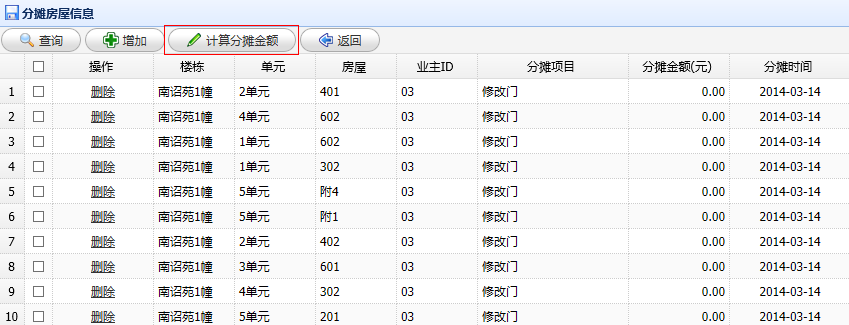 分摊房屋信息
查询 增加 计算分摊金额 返回
操作 楼栋 单元 房屋 业主ID 分摊项目 分摊金额(元) 分摊时间
1 删除 南诏苑1幢 2单元 401 03 修改门 0.00 2014-03-14
2 删除 南诏苑1幢 4单元 602 03 修改门 0.00 2014-03-14
3 删除 南诏苑1幢 1单元 602 03 修改门 0.00 2014-03-14
4 删除 南诏苑1幢 1单元 302 03 修改门 0.00 2014-03-14
5 删除 南诏苑1幢 5单元 附4 03 修改门 0.00 2014-03-14
6 删除 南诏苑1幢 5单元 附1 03 修改门 0.00 2014-03-14
7 删除 南诏苑1幢 2单元 402 03 修改门 0.00 2014-03-14
8 删除 南诏苑1幢 3单元 601 03 修改门 0.00 2014-03-14
9 删除 南诏苑1幢 4单元 302 03 修改门 0.00 2014-03-14
10 删除 南诏苑1幢 5单元 201 03 修改门 0.00 2014-03-14